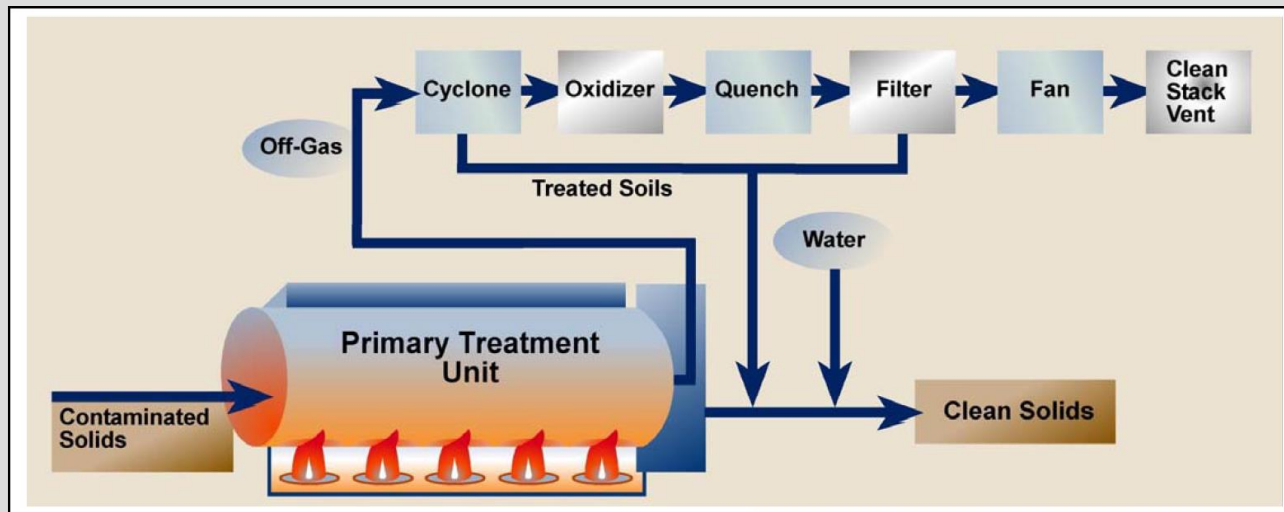 Cyclone
Oxidizer
Quench
Filter
Fan
Clean
Stack
Vent
Off-Gas
Treated Soils
Water
Primary Treatment
Unit
Contaminated
Solids
Clean Solids